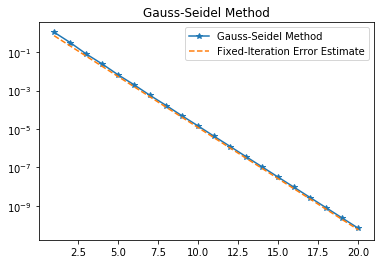 Gauss-Seidel Method
Gauss-Seidel Method
Fixed-Iteration Error Estimate
10⁻¹
10⁻³
10⁻⁵
10⁻⁷
10⁻⁹
2.5 5.0 7.5 10.0 12.5 15.0 17.5 20.0